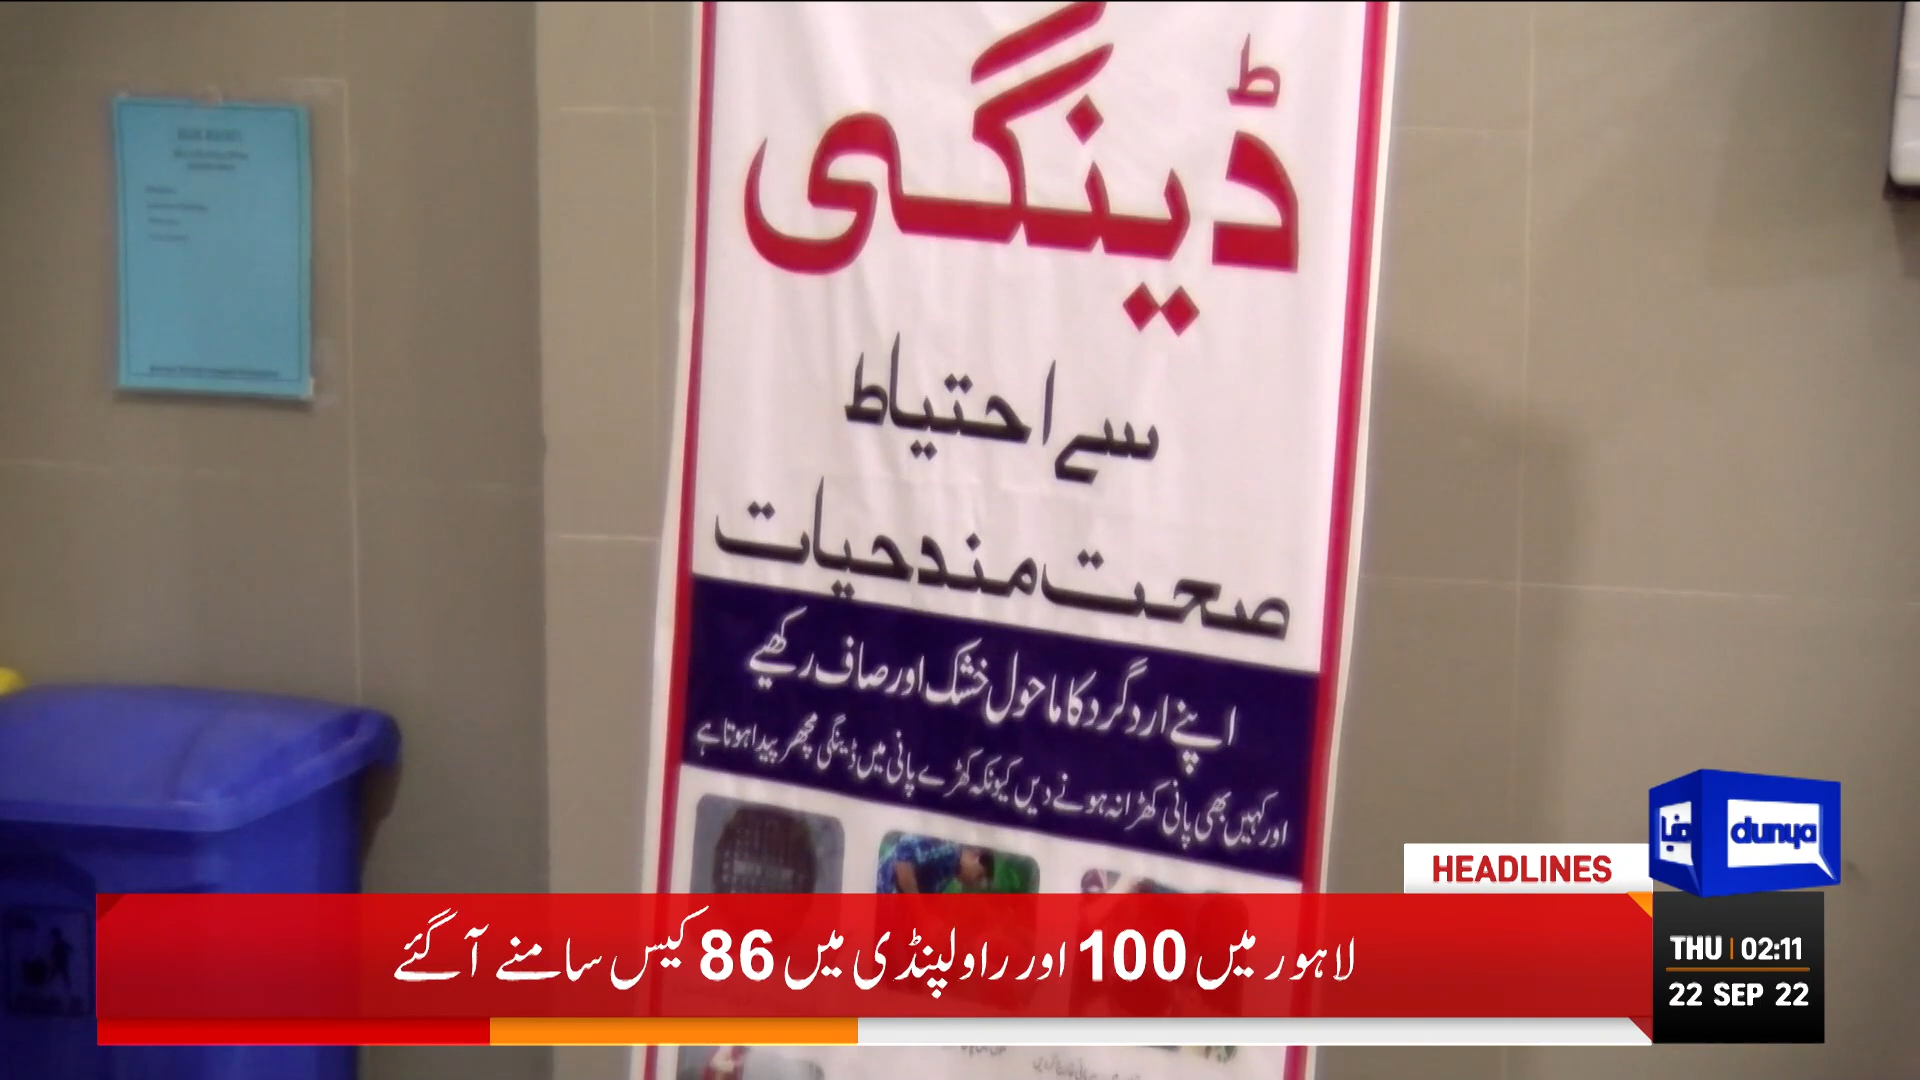 ڈینگی
سے احتیاط
صحت مند حیات
اپنے ارد گرد کا ماحول خشک اور صاف رکھیے
اور کہیں بھی پانی کھڑا نہ ہونے دیں کیونکہ کھڑے پانی میں ڈینگی مچھر پیدا ہوتا ہے
دنیا
dunya
HEADLINES
لاہور میں 100 اور راولپنڈی میں 86 کیس سامنے آ گئے
THU | 02:11
22 SEP 22